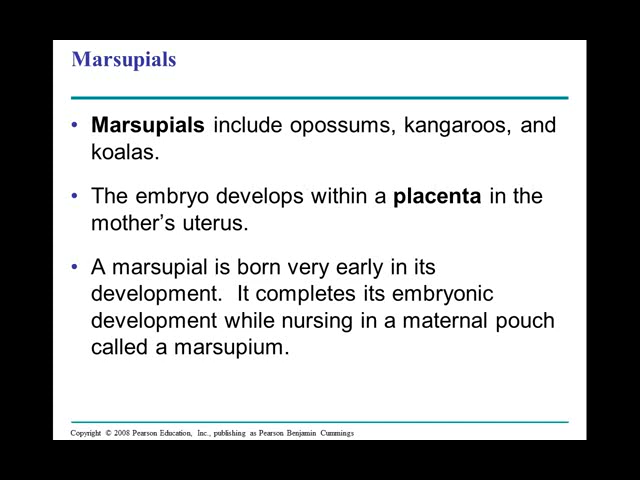 Marsupials
• Marsupials include opossums, kangaroos, and
koalas.
• The embryo develops within a placenta in the
mother’s uterus.
• A marsupial is born very early in its
development.  It completes its embryonic
development while nursing in a maternal pouch
called a marsupium.
Copyright © 2008 Pearson Education, Inc., publishing as Pearson Benjamin Cummings